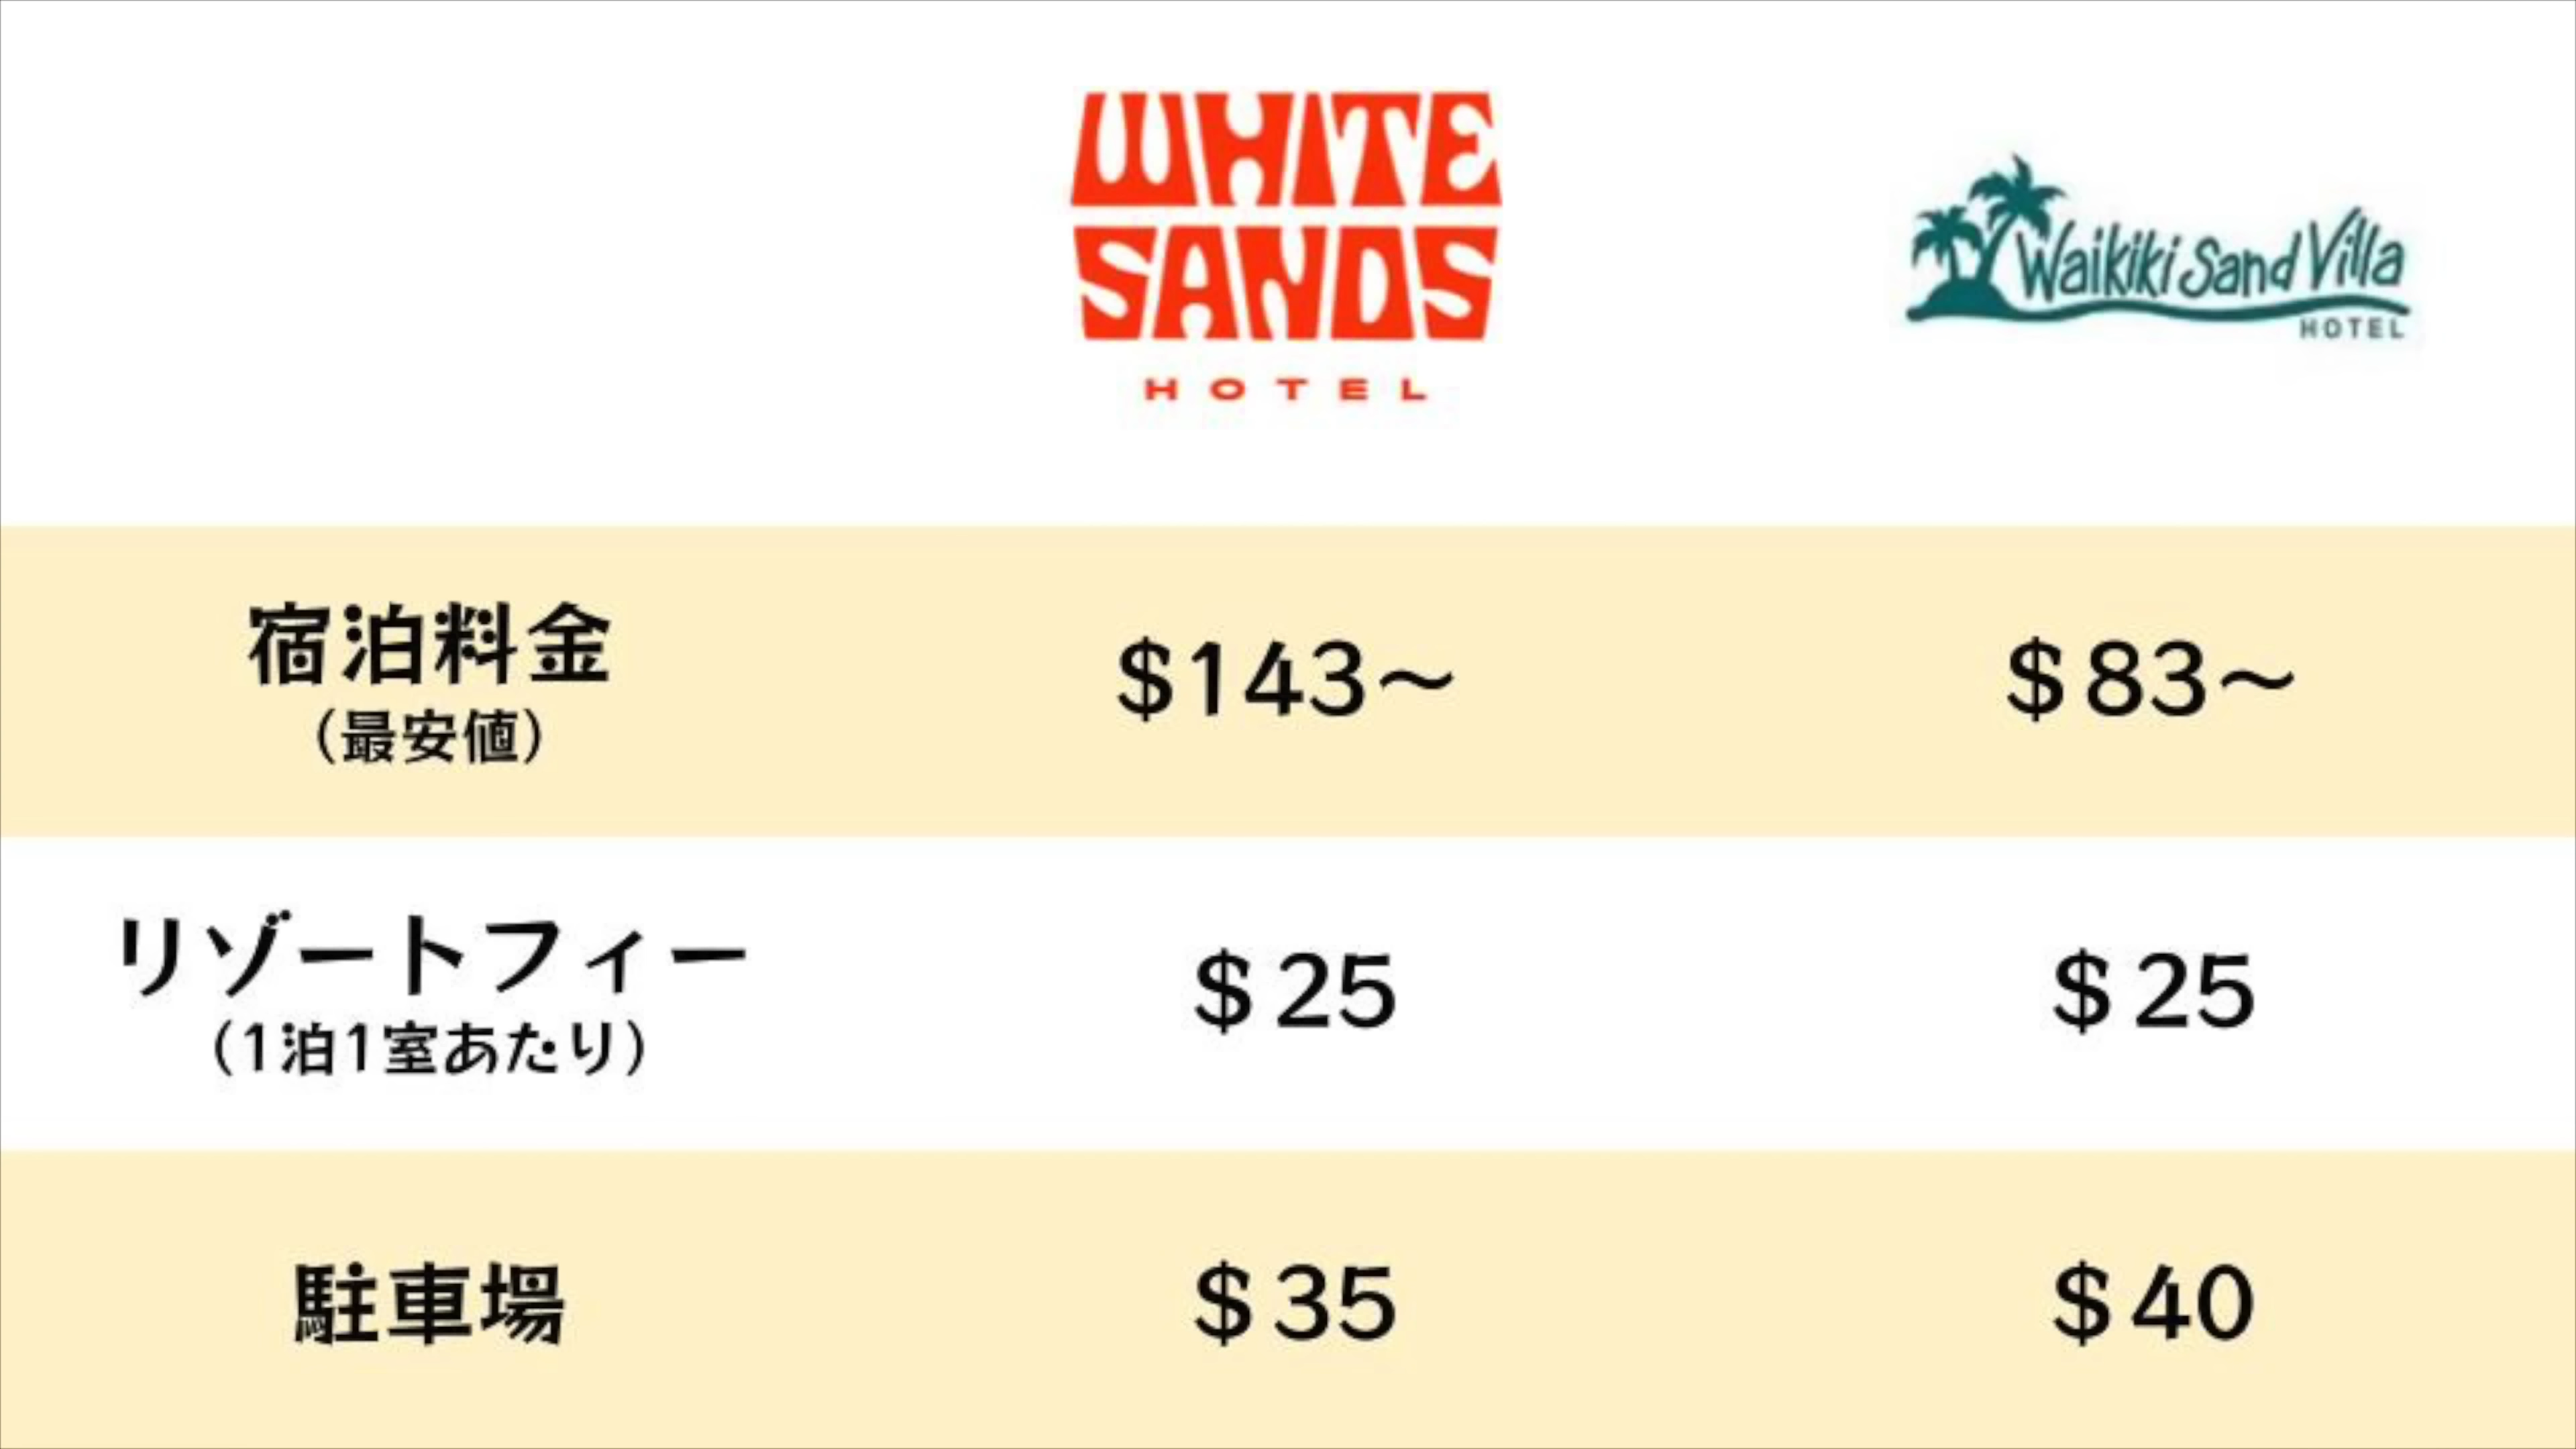 WHITE
SANDS
HOTEL
Waikiki Sand Villa
HOTEL
宿泊料金
（最安値）
$143～
$83～
リゾートフィー
（1泊1室あたり）
$25
$25
駐車場
$35
$40